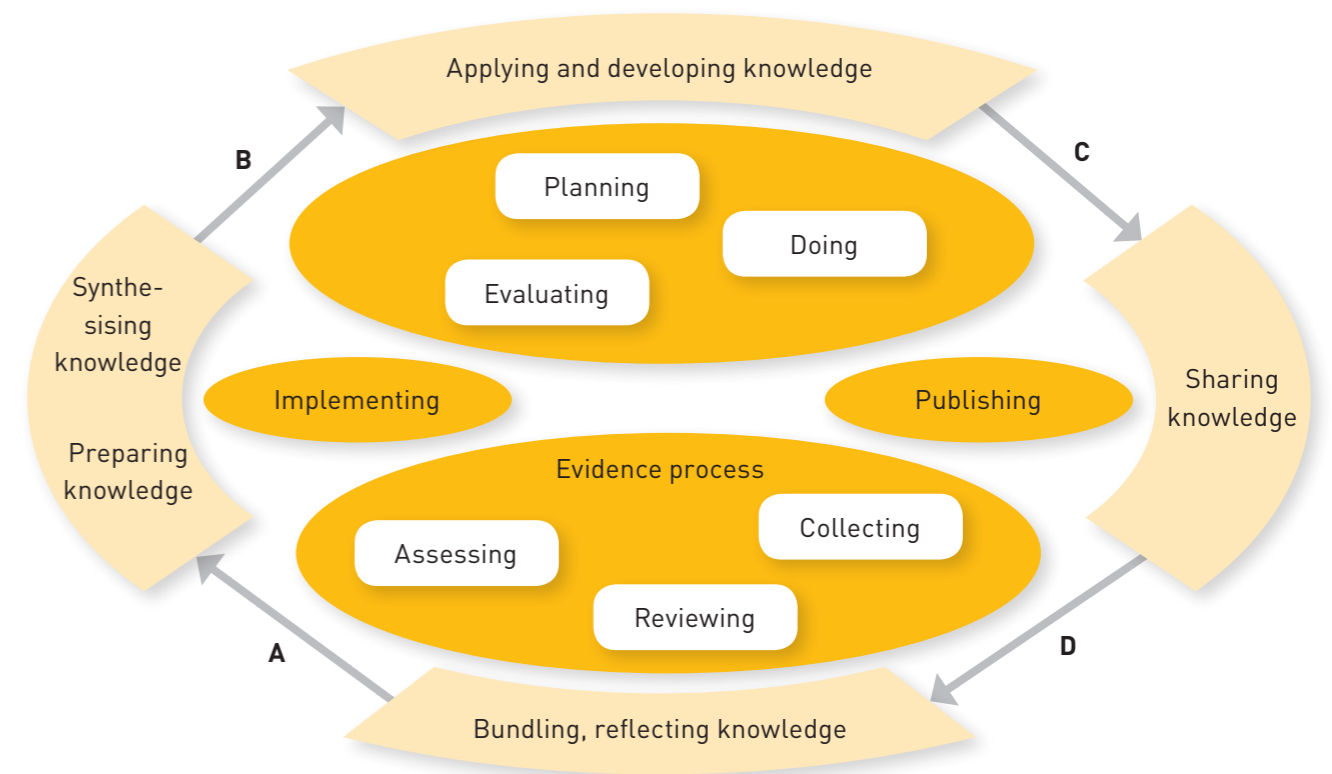 Applying and developing knowledge
B
C
Planning
Doing
Evaluating
Synthe-
sising
knowledge
Preparing
knowledge
Implementing
Publishing
Sharing
knowledge
Evidence process
Collecting
Assessing
Reviewing
A
D
Bundling, reflecting knowledge